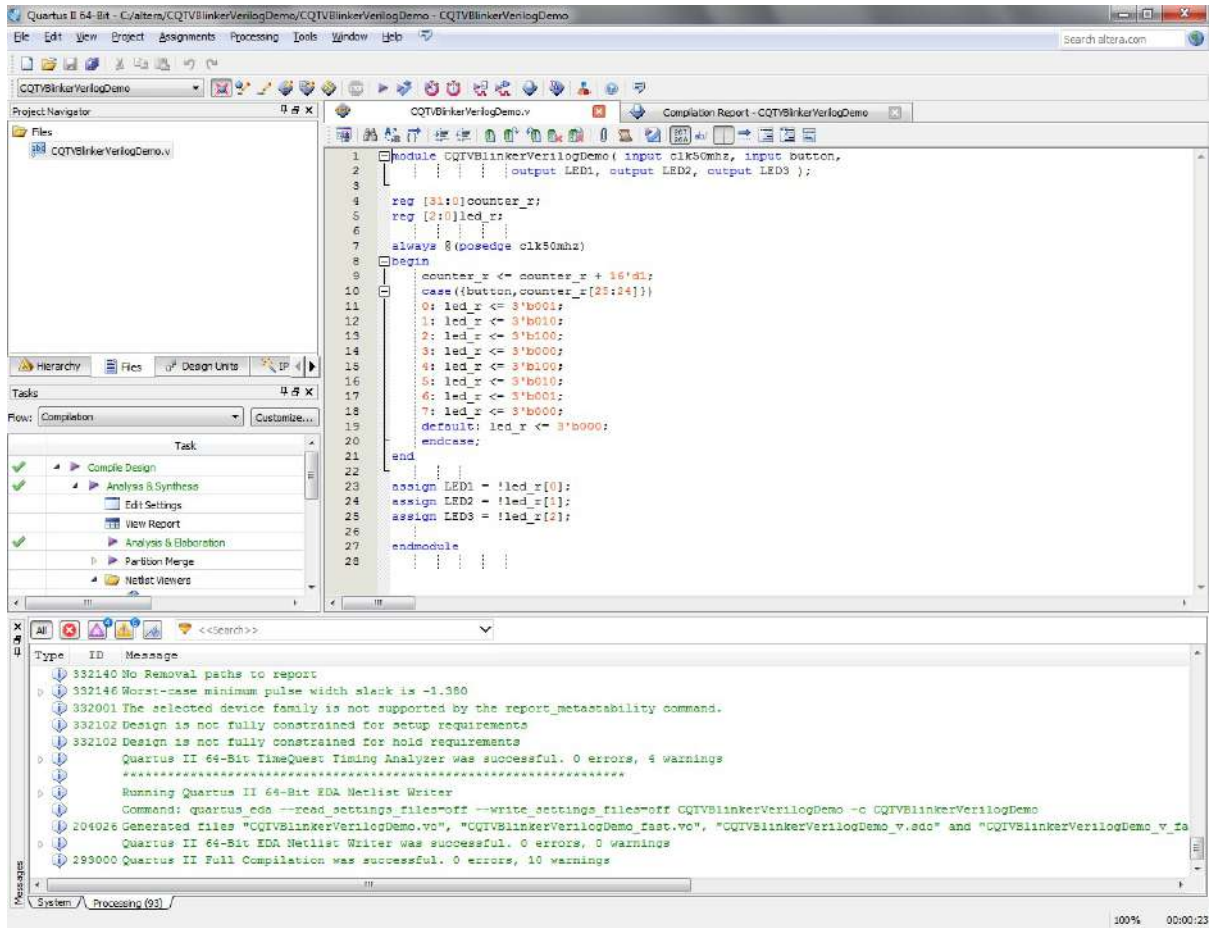 Quartus II 64-Bit - C:/altera/CQTVBlinkerVerilogDemo/CQTVBlinkerVerilogDemo - CQTVBlinkerVerilogDemo
File Edit View Project Assignments Processing Tools Window Help
Search altera.com
CQTVBlinkerVerilogDemo
Project Navigator
Files
CQTVBlinkerVerilogDemo.v
Hierarchy Files Design Units IP
Tasks
Flow: Compilation Customize...
Task
Compile Design
Analysis & Synthesis
Edit Settings
View Report
Analysis & Elaboration
Partition Merge
Netlist Viewers
CQTVBlinkerVerilogDemo.v Compilation Report - CQTVBlinkerVerilogDemo
1 module CQTVBlinkerVerilogDemo( input clk50mhz, input button,
2 output LED1, output LED2, output LED3 );
3
4 reg [31:0]counter_r;
5 reg [2:0]led_r;
6
7 always @(posedge clk50mhz)
8 begin
9 counter_r <= counter_r + 16'd1;
10 case({button,counter_r[25:24]})
11 0: led_r <= 3'b001;
12 1: led_r <= 3'b010;
13 2: led_r <= 3'b100;
14 3: led_r <= 3'b000;
15 4: led_r <= 3'b100;
16 5: led_r <= 3'b010;
17 6: led_r <= 3'b001;
18 7: led_r <= 3'b000;
19 default: led_r <= 3'b000;
20 endcase;
21 end
22
23 assign LED1 = !led_r[0];
24 assign LED2 = !led_r[1];
25 assign LED3 = !led_r[2];
26
27 endmodule
28
All <<Search>>
Type ID Message
332140 No Removal paths to report
332146 Worst-case minimum pulse width slack is -1.380
332001 The selected device family is not supported by the report_metastability command.
332102 Design is not fully constrained for setup requirements
332102 Design is not fully constrained for hold requirements
Quartus II 64-Bit TimeQuest Timing Analyzer was successful. 0 errors, 4 warnings
*******************************************************************
Running Quartus II 64-Bit EDA Netlist Writer
Command: quartus_eda --read_settings_files=off --write_settings_files=off CQTVBlinkerVerilogDemo -c CQTVBlinkerVerilogDemo
204026 Generated files "CQTVBlinkerVerilogDemo.vo", "CQTVBlinkerVerilogDemo_fast.vo", "CQTVBlinkerVerilogDemo_v.sdo" and "CQTVBlinkerVerilogDemo_v_fa
Quartus II 64-Bit EDA Netlist Writer was successful. 0 errors, 0 warnings
293000 Quartus II Full Compilation was successful. 0 errors, 10 warnings
Messages
System Processing (93)
100% 00:00:23